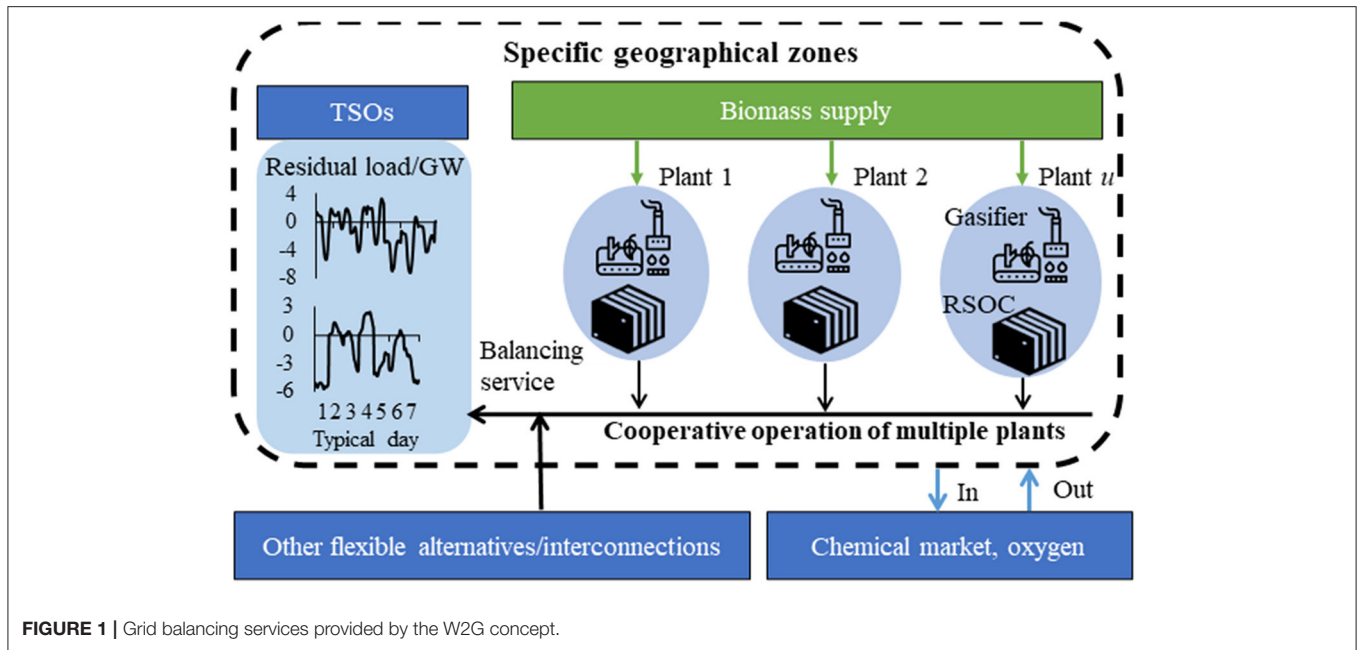 Specific geographical zones
TSOs
Biomass supply
Residual load/GW
4
0
-4
-8
3
0
-3
-6
1 2 3 4 5 6 7
Typical day
Plant 1
Plant 2
Plant u
Gasifier
RSOC
Balancing
service
Cooperative operation of multiple plants
In
Out
Other flexible alternatives/interconnections
Chemical market, oxygen
FIGURE 1 | Grid balancing services provided by the W2G concept.